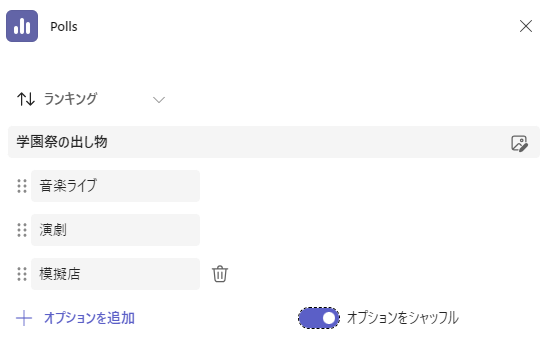 Polls
ランキング
学園祭の出し物
音楽ライブ
演劇
模擬店
オプションを追加
オプションをシャッフル